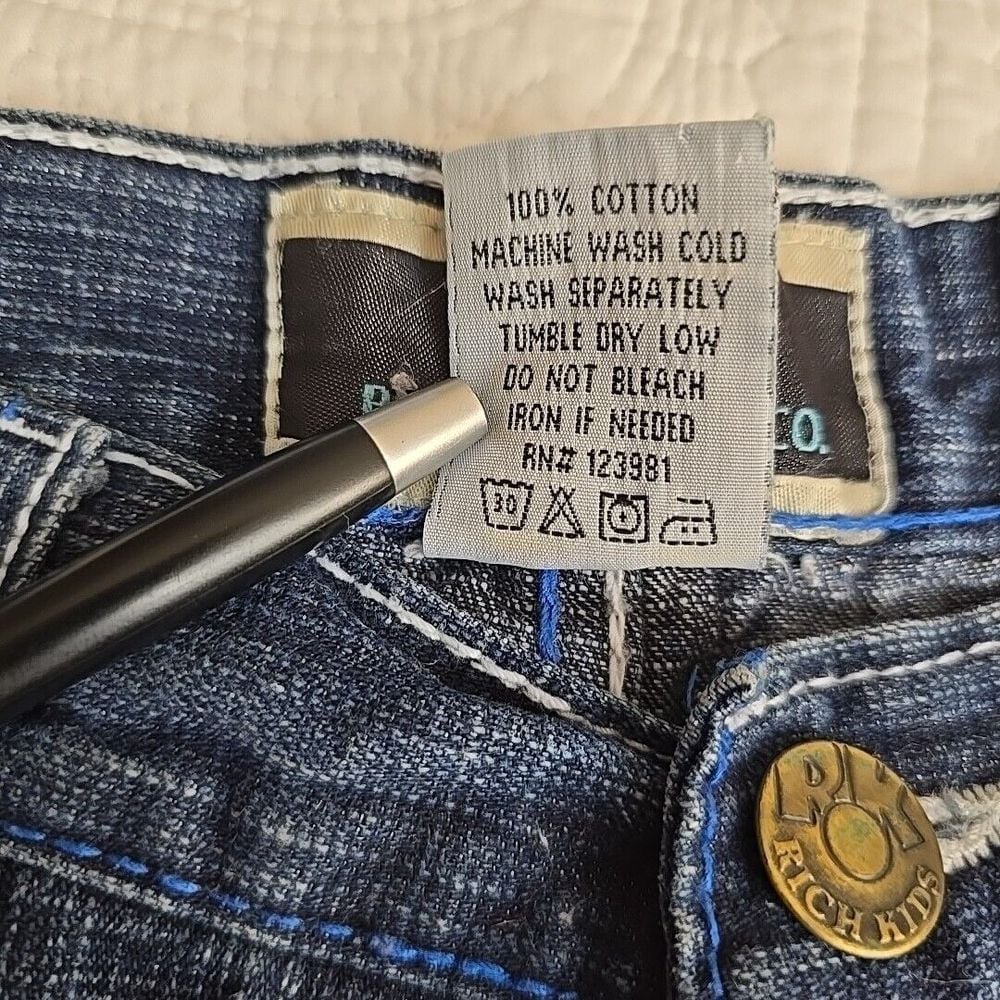 100% COTTON
MACHINE WASH COLD
WASH SEPARATELY
TUMBLE DRY LOW
DO NOT BLEACH
IRON IF NEEDED
RN# 123981
30
CO.
RK
RICH KIDS